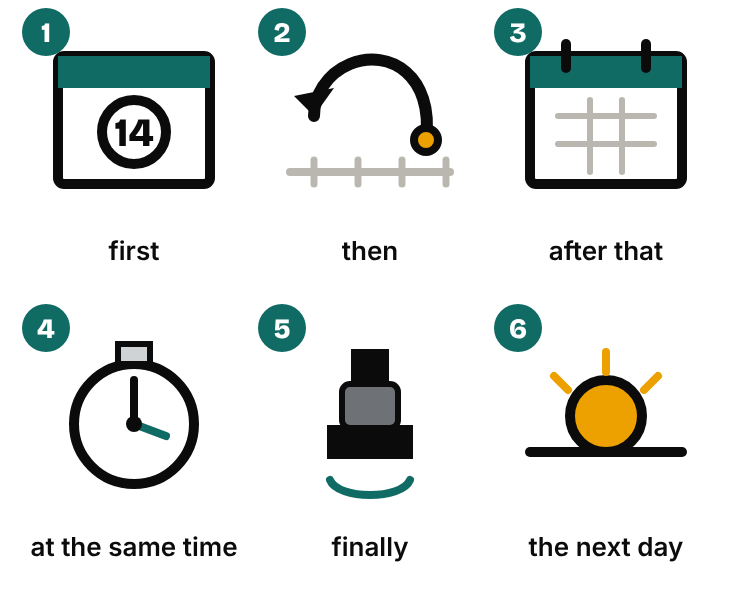 1
14
first
2
then
3
after that
4
at the same time
5
finally
6
the next day